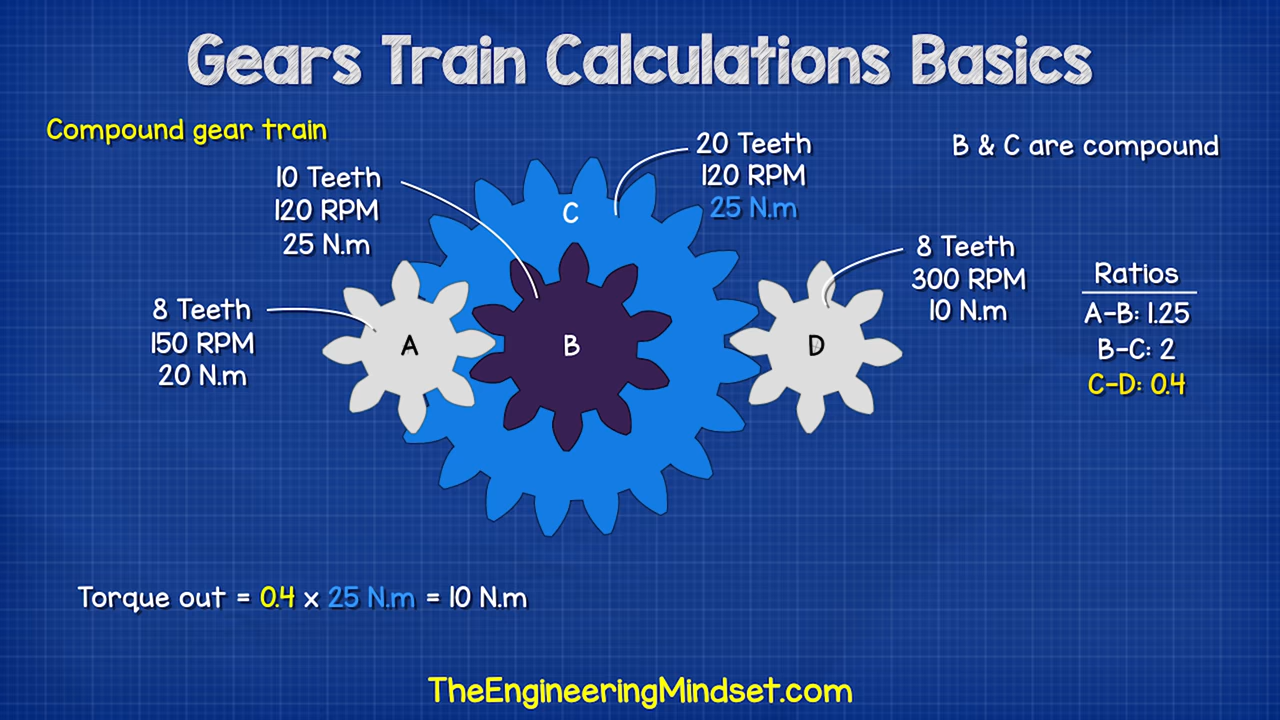 Gears Train Calculations Basics
Compound gear train
B & C are compound
20 Teeth
120 RPM
25 N.m
10 Teeth
120 RPM
25 N.m
8 Teeth
150 RPM
20 N.m
8 Teeth
300 RPM
10 N.m
Ratios
A-B: 1.25
B-C: 2
C-D: 0.4
C
A
B
D
Torque out = 0.4 x 25 N.m = 10 N.m
TheEngineeringMindset.com